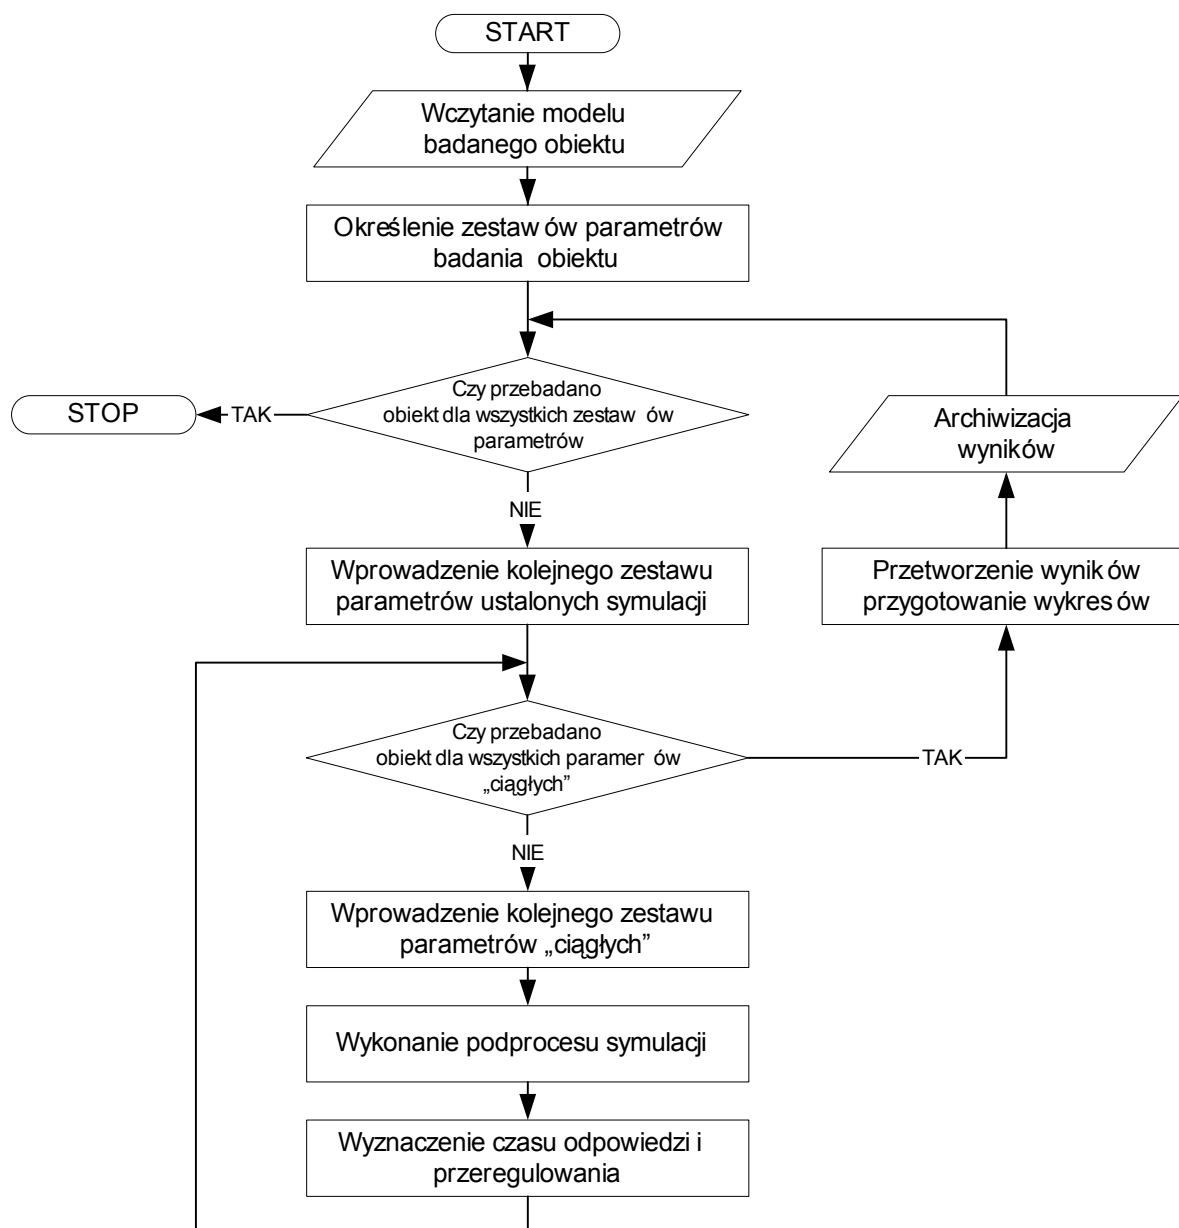 START
Wczytanie modelu
badanego obiektu
Określenie zestaw ów parametrów
badania obiektu
Czy przebadano
obiekt dla wszystkich zestaw ów
parametrów
TAK
STOP
NIE
Archiwizacja
wyników
Wprowadzenie kolejnego zestawu
parametrów ustalonych symulacji
Przetworzenie wynik ów
przygotowanie wykres ów
Czy przebadano
obiekt dla wszystkich paramer ów
„ciągłych”
TAK
NIE
Wprowadzenie kolejnego zestawu
parametrów „ciągłych”
Wykonanie podprocesu symulacji
Wyznaczenie czasu odpowiedzi i
przeregulowania